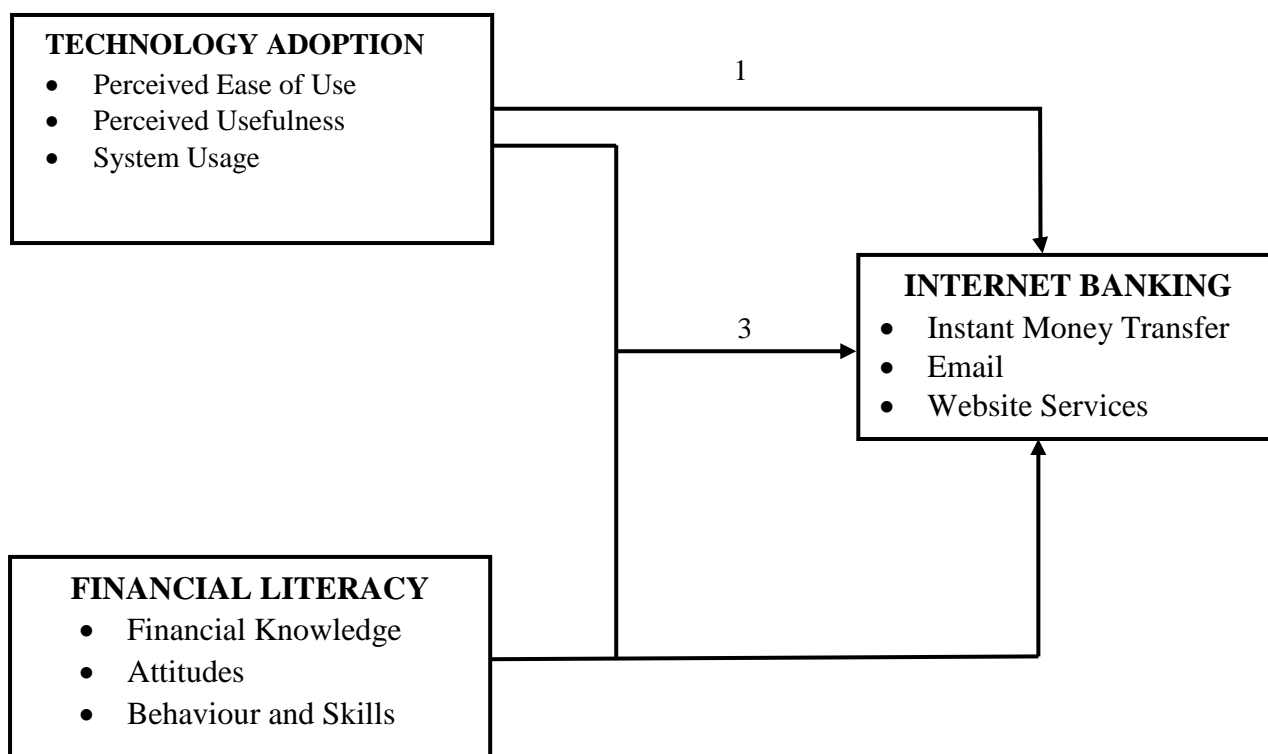 TECHNOLOGY ADOPTION
• Perceived Ease of Use
• Perceived Usefulness
• System Usage
1
INTERNET BANKING
• Instant Money Transfer
• Email
• Website Services
3
FINANCIAL LITERACY
• Financial Knowledge
• Attitudes
• Behaviour and Skills